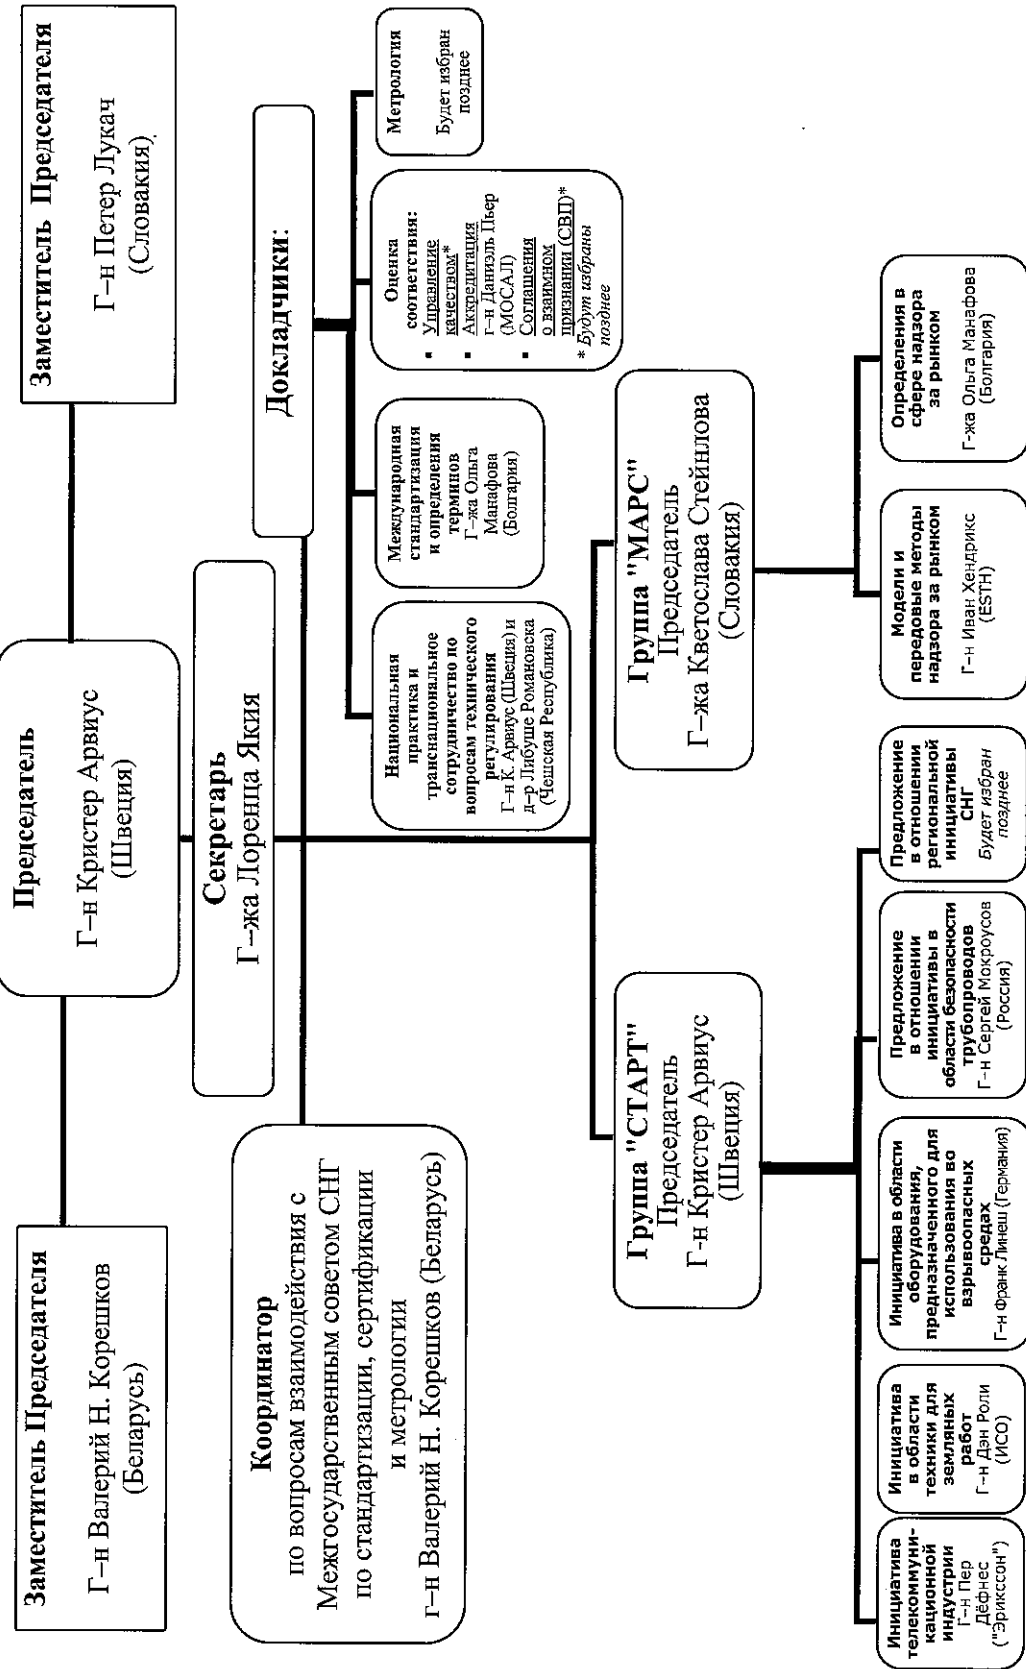 Заместитель Председателя
Г–н Валерий Н. Корешков
(Беларусь)
Председатель
Г–н Кристер Арвиус
(Швеция)
Заместитель Председателя
Г–н Петер Лукач
(Словакия)
Секретарь
Г–жа Лоренца Якия
Координатор
по вопросам взаимодействия с
Межгосударственным советом СНГ
по стандартизации, сертификации
и метрологии
г–н Валерий Н. Корешков (Беларусь)
Докладчики:
Национальная
практика и
транснациональное
сотрудничество по
вопросам технического
регулирования
Г–н К. Арвиус (Швеция) и
д–р Либуше Романовска
(Чешская Республика)
Международная
стандартизация
и определения
терминов
Г–жа Ольга
Манафова
(Болгария)
Оценка
соответствия:
▪ Управление
качеством*
▪ Аккредитация
г–н Даниэль Пьер
(МОСАЛ)
▪ Соглашения
о взаимном
признании (СВП)*
* Будут избраны
позднее
Метрология
Будет избран
позднее
Группа "СТАРТ"
Председатель
Г-н Кристер Арвиус
(Швеция)
Группа "МАРС"
Председатель
Г–жа Кветослава Стейнлова
(Словакия)
Инициатива
телекоммуни-
кационной
индустрии
Г–н Пер
Дёфнес
("Эрикссон")
Инициатива
в области
техники для
земляных
работ
Г–н Дэн Роли
(ИСО)
Инициатива в области
оборудования,
предназначенного для
использования во
взрывоопасных
средах
Г–н Франк Линеш (Германия)
Предложение
в отношении
инициативы в
области безопасности
трубопроводов
Г–н Сергей Мокроусов
(Россия)
Предложение
в отношении
региональной
инициативы
СНГ
Будет избран
позднее
Модели и
передовые методы
надзора за рынком
Г–н Иван Хендрикс
(ESTH)
Определения в
сфере надзора
за рынком
Г-жа Ольга Манафова
(Болгария)